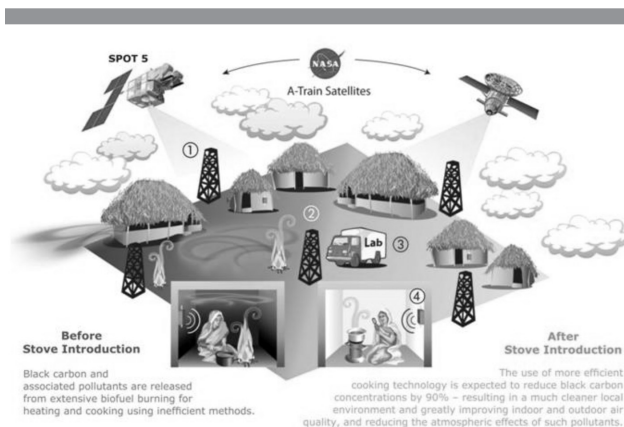 SPOT 5
NASA
A-Train Satellites
①
②
Lab
③
④
Before
Stove Introduction
Black carbon and
associated pollutants are released
from extensive biofuel burning for
heating and cooking using inefficient methods.
After
Stove Introduction
The use of more efficient
cooking technology is expected to reduce black carbon
concentrations by 90% – resulting in a much cleaner local
environment and greatly improving indoor and outdoor air
quality, and reducing the atmospheric effects of such pollutants.